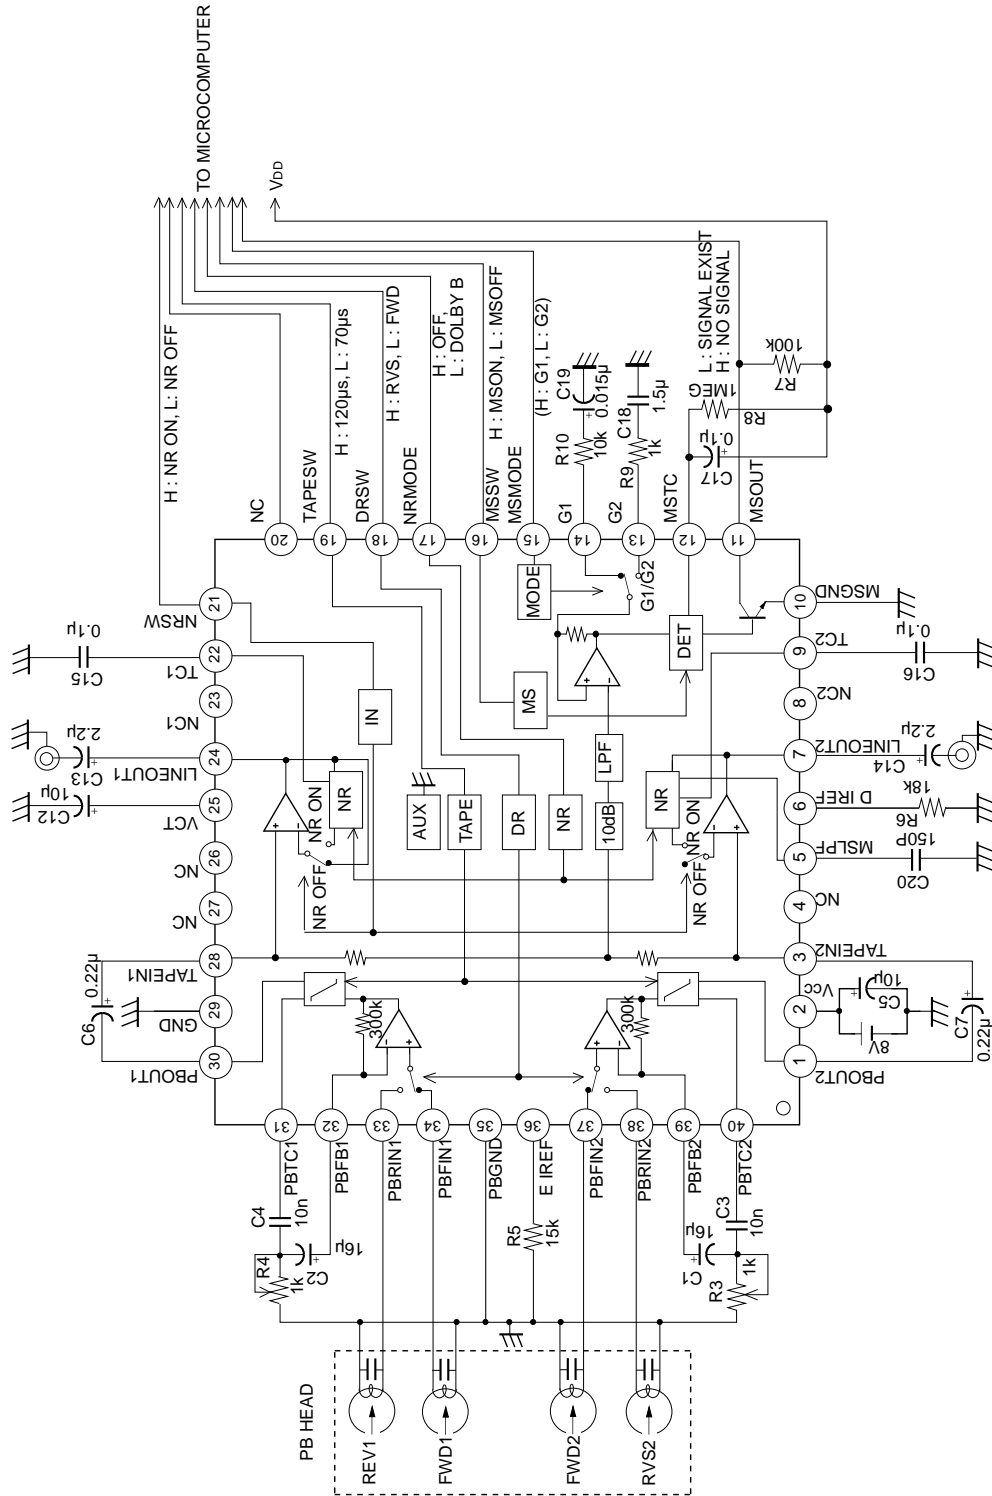 TO MICROCOMPUTER
VDD
H : NR ON, L: NR OFF
H : 120µs, L : 70µs
H : RVS, L : FWD
H : OFF,
L : DOLBY B
H : MSON, L : MSOFF
(H : G1, L : G2)
C19
0.015µ
R10
10k
C18
1.5µ
R9
1k
L : SIGNAL EXIST
H : NO SIGNAL
100k
R7
1MEG
R8
0.1µ
C17
NC
20
TAPESW
19
DRSW
18
NRMODE
17
MSSW
16
MSMODE
15
G1
14
G2
13
MSTC
12
MSOUT
11
21
NRSW
22
TC1
C15
0.1µ
23
NC1
24
LINEOUT1
C13
2.2µ
25
VCT
C12
10µ
26
NC
27
NC
28
TAPEIN1
29
GND
30
PBOUT1
C6
0.22µ
10
MSGND
9
TC2
C16
0.1µ
8
NC2
7
LINEOUT2
C14
2.2µ
6
D IREF
R6
18k
5
MSLPF
C20
150P
4
NC
3
TAPEIN2
2
Vcc
C5
10µ
8V
1
PBOUT2
C7
0.22µ
IN
AUX
TAPE
DR
NR
10dB
LPF
MS
MODE
DET
G1/G2
NR
NR ON
NR OFF
NR
NR ON
NR OFF
+
-
+
-
+
-
+
-
+
-
300k
300k
31
PBTC1
32
PBFB1
33
PBRIN1
34
PBFIN1
35
PBGND
36
E IREF
37
PBFIN2
38
PBRIN2
39
PBFB2
40
PBTC2
C4
10n
R4
1k
C2
16µ
R5
15k
C1
16µ
C3
10n
R3
1k
PB HEAD
REV1
FWD1
FWD2
RVS2